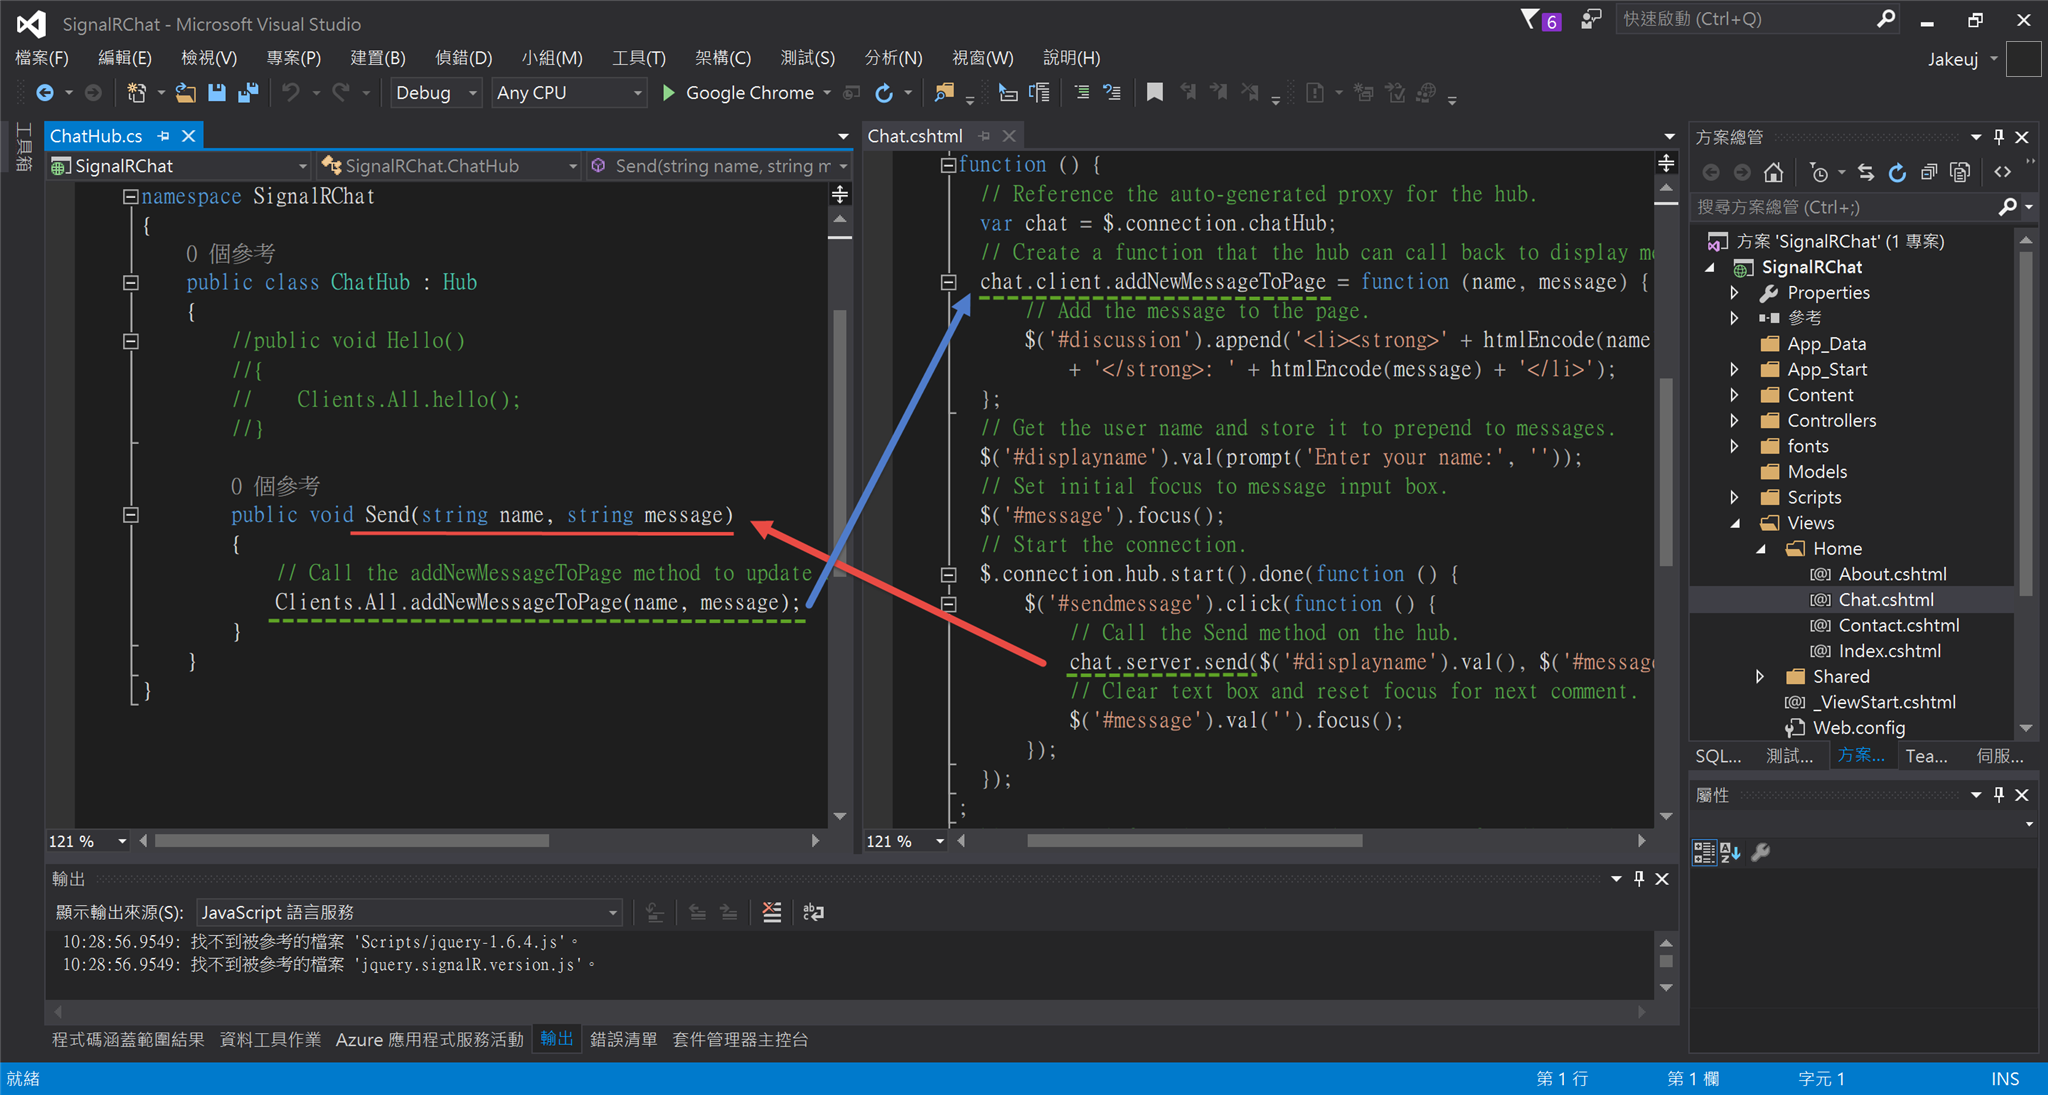 SignalRChat - Microsoft Visual Studio
6
快速啟動 (Ctrl+Q)
檔案(F) 編輯(E) 檢視(V) 專案(P) 建置(B) 偵錯(D) 小組(M) 工具(T) 架構(C) 測試(S) 分析(N) 視窗(W) 說明(H)
Jakeuj
Debug
Any CPU
Google Chrome
工具箱
ChatHub.cs
SignalRChat
SignalRChat.ChatHub
Send(string name, string m
namespace SignalRChat
{
0 個參考
public class ChatHub : Hub
{
//public void Hello()
//{
//    Clients.All.hello();
//}
0 個參考
public void Send(string name, string message)
{
// Call the addNewMessageToPage method to update
Clients.All.addNewMessageToPage(name, message);
}
}
}
121 %
Chat.cshtml
function () {
// Reference the auto-generated proxy for the hub.
var chat = $.connection.chatHub;
// Create a function that the hub can call back to display me
chat.client.addNewMessageToPage = function (name, message) {
// Add the message to the page.
$('#discussion').append('<li><strong>' + htmlEncode(name
+ '</strong>: ' + htmlEncode(message) + '</li>');
};
// Get the user name and store it to prepend to messages.
$('#displayname').val(prompt('Enter your name:', ''));
// Set initial focus to message input box.
$('#message').focus();
// Start the connection.
$.connection.hub.start().done(function () {
$('#sendmessage').click(function () {
// Call the Send method on the hub.
chat.server.send($('#displayname').val(), $('#message
// Clear text box and reset focus for next comment.
$('#message').val('').focus();
});
});
;
121 %
方案總管
搜尋方案總管 (Ctrl+;)
方案 'SignalRChat' (1 專案)
SignalRChat
Properties
參考
App_Data
App_Start
Content
Controllers
fonts
Models
Scripts
Views
Home
About.cshtml
Chat.cshtml
Contact.cshtml
Index.cshtml
Shared
_ViewStart.cshtml
Web.config
SQL... 測試... 方案... Tea... 伺服...
屬性
輸出
顯示輸出來源(S): JavaScript 語言服務
10:28:56.9549: 找不到被參考的檔案 'Scripts/jquery-1.6.4.js'。
10:28:56.9549: 找不到被參考的檔案 'jquery.signalR.version.js'。
程式碼涵蓋範圍結果 資料工具作業 Azure 應用程式服務活動 輸出 錯誤清單 套件管理器主控台
就緒
第 1 行 第 1 欄 字元 1 INS